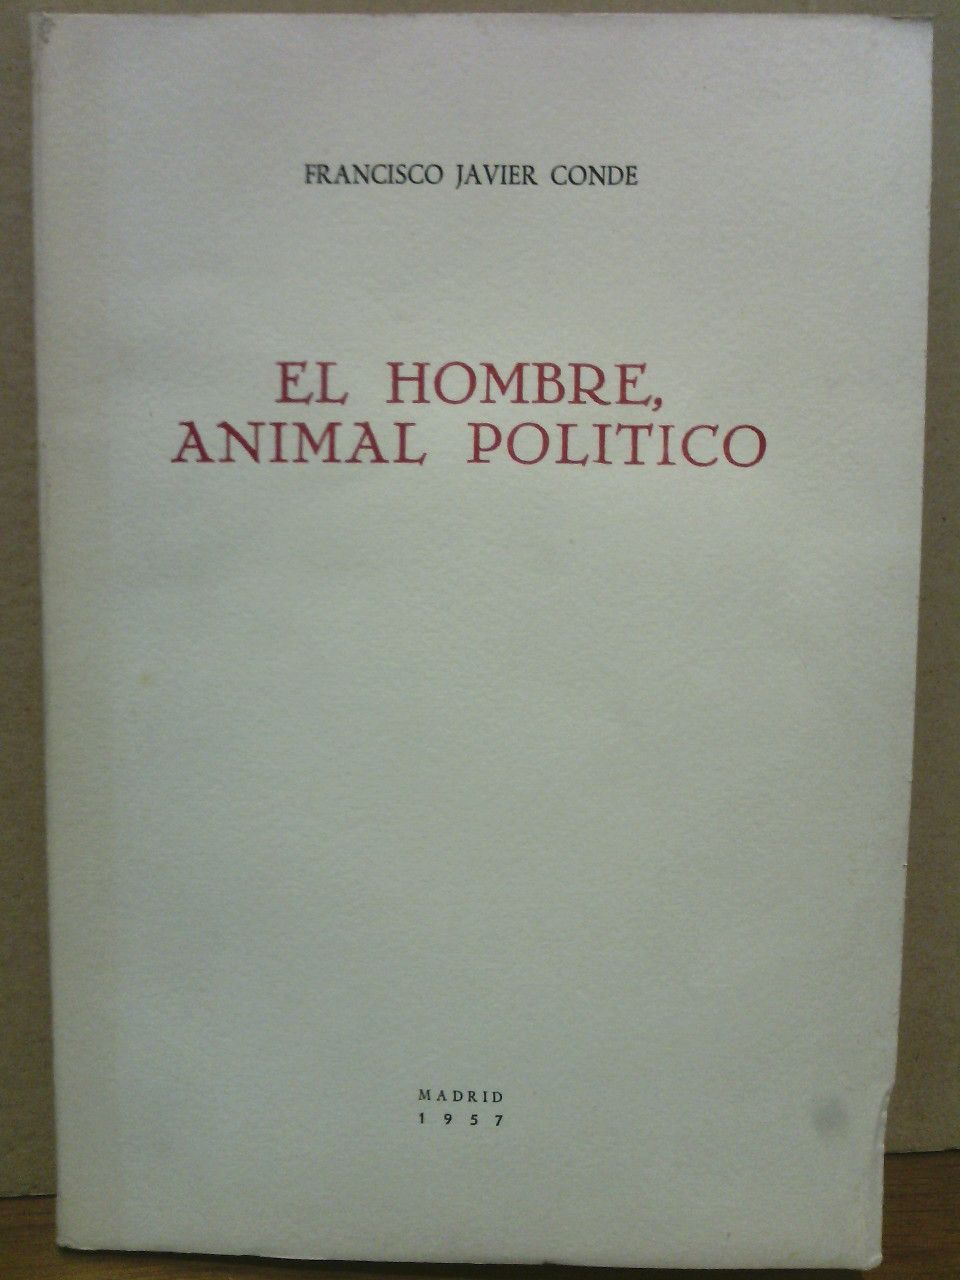 FRANCISCO JAVIER CONDE
EL HOMBRE,
ANIMAL POLITICO
MADRID
1957